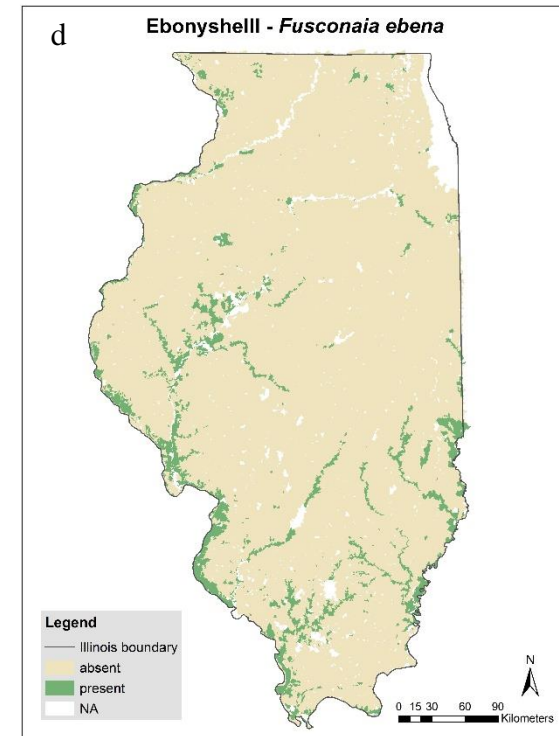 d
Ebonyshelll - Fusconaia ebena
Legend
Illinois boundary
absent
present
NA
N
0 15 30 60 90
Kilometers